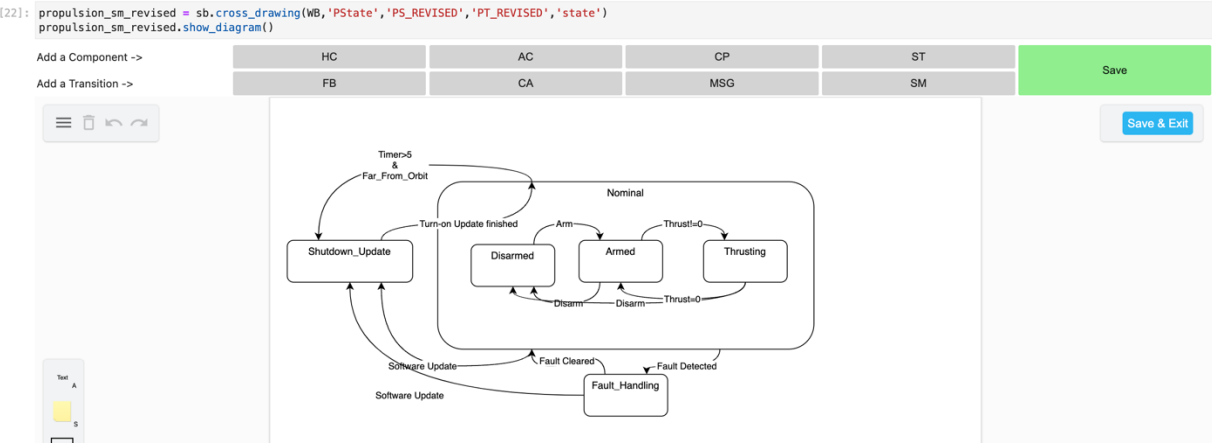 [22]: propulsion_sm_revised = sb.cross_drawing(WB,'PState','PS_REVISED','PT_REVISED','state')
propulsion_sm_revised.show_diagram()
Add a Component -> HC AC CP ST
Save
Add a Transition -> FB CA MSG SM
Save & Exit
Timer>5
&
Far_From_Orbit
Nominal
Turn-on Update finished
Arm
Thrust!=0
Shutdown_Update
Disarmed
Armed
Thrusting
Disarm
Disarm
Thrust=0
Software Update
Fault Cleared
Fault Detected
Fault_Handling
Software Update
Text
A
S